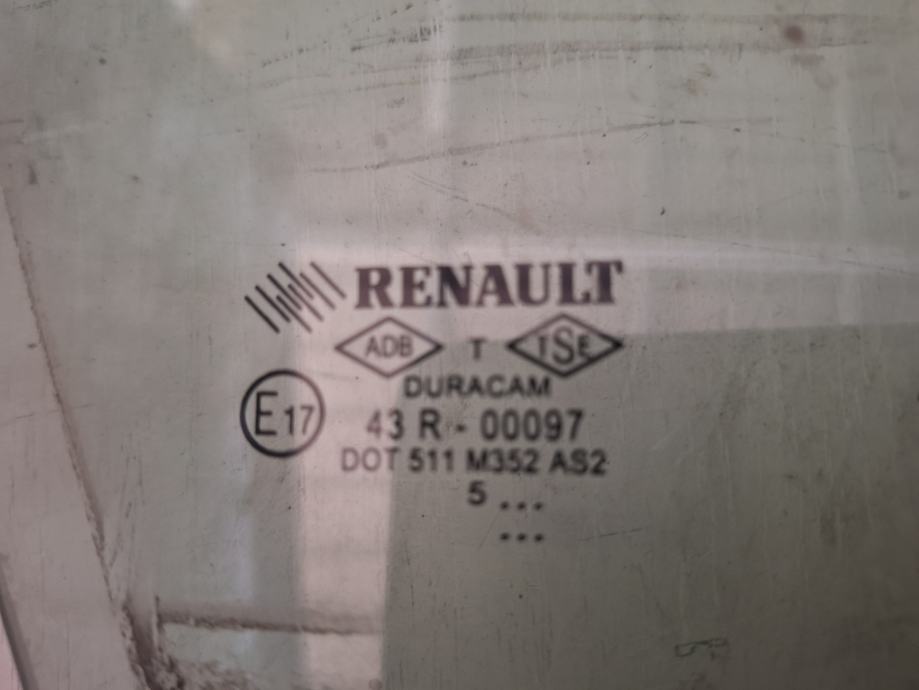 RENAULT
ADB T TSE
DURACAM
E17 43 R - 00097
DOT 511 M352 AS2
5 ...
...